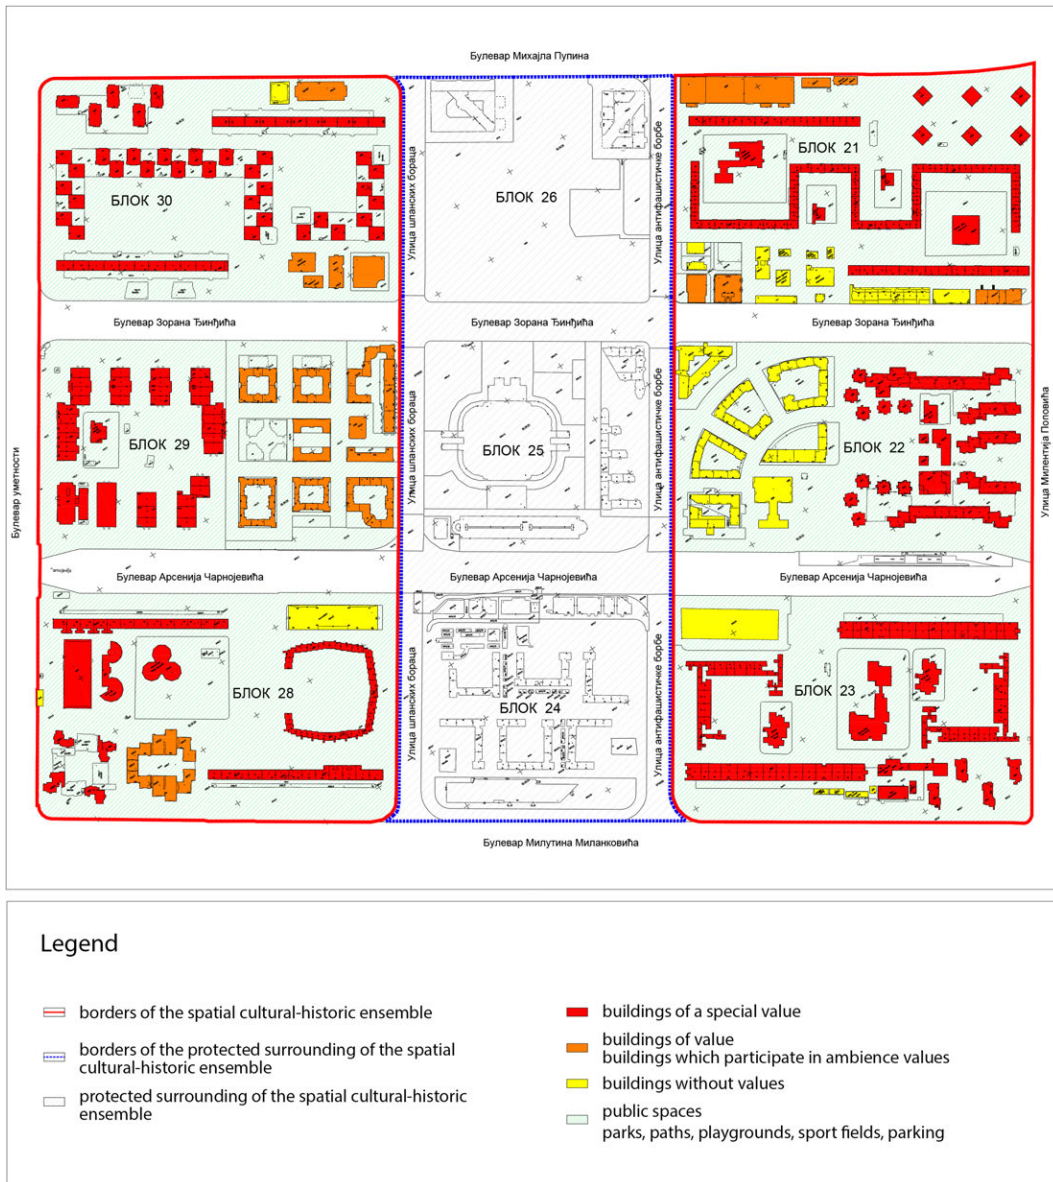 Булевар Михајла Пупина
Улица шпанских бораца
Улица антифашистичке борбе
БЛОК 30
БЛОК 26
БЛОК 21
Булевар Зорана Ђинђића
Булевар Зорана Ђинђића
Булевар Зорана Ђинђића
Булевар уметности
БЛОК 29
Улица шпанских бораца
БЛОК 25
Улица антифашистичке борбе
БЛОК 22
Улица Милентија Поповића
Булевар Арсенија Чарнојевића
Булевар Арсенија Чарнојевића
Булевар Арсенија Чарнојевића
БЛОК 28
Улица шпанских бораца
БЛОК 24
Улица антифашистичке борбе
БЛОК 23
Булевар Милутина Миланковића
Legend
borders of the spatial cultural-historic ensemble
borders of the protected surrounding of the spatial
cultural-historic ensemble
protected surrounding of the spatial cultural-historic
ensemble
buildings of a special value
buildings of value
buildings which participate in ambience values
buildings without values
public spaces
parks, paths, playgrounds, sport fields, parking